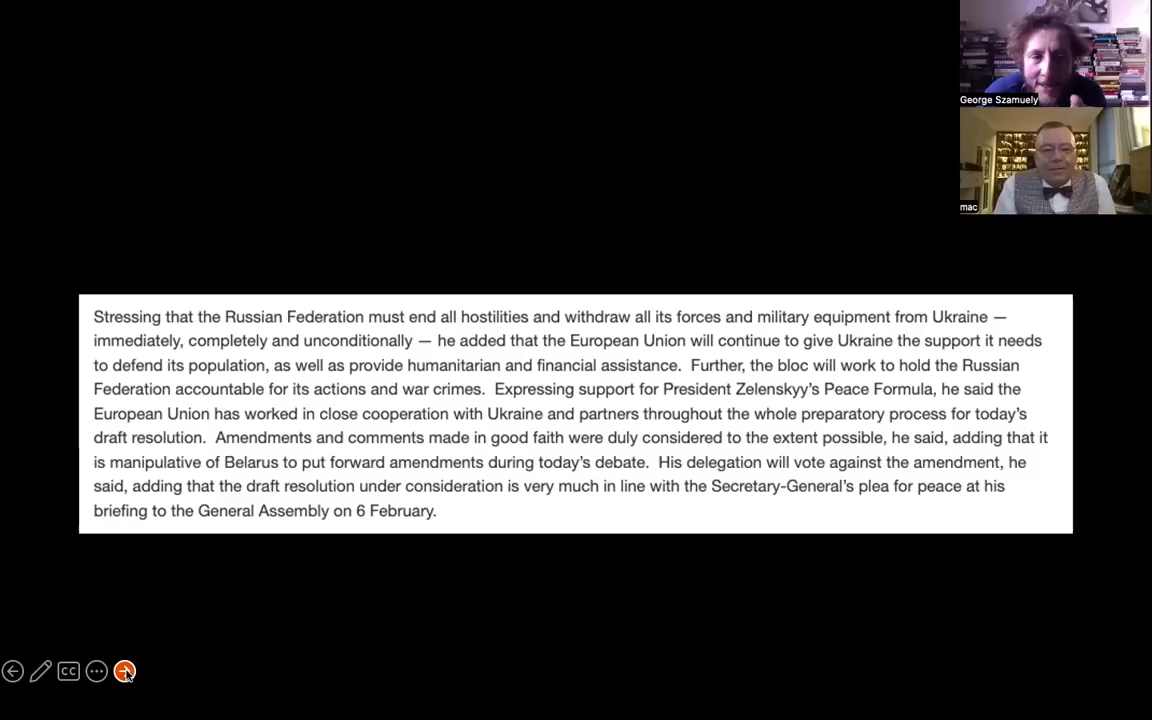 George Szamuely
mac
Stressing that the Russian Federation must end all hostilities and withdraw all its forces and military equipment from Ukraine —
immediately, completely and unconditionally — he added that the European Union will continue to give Ukraine the support it needs
to defend its population, as well as provide humanitarian and financial assistance.  Further, the bloc will work to hold the Russian
Federation accountable for its actions and war crimes.  Expressing support for President Zelenskyy’s Peace Formula, he said the
European Union has worked in close cooperation with Ukraine and partners throughout the whole preparatory process for today’s
draft resolution.  Amendments and comments made in good faith were duly considered to the extent possible, he said, adding that it
is manipulative of Belarus to put forward amendments during today’s debate.  His delegation will vote against the amendment, he
said, adding that the draft resolution under consideration is very much in line with the Secretary-General’s plea for peace at his
briefing to the General Assembly on 6 February.
CC